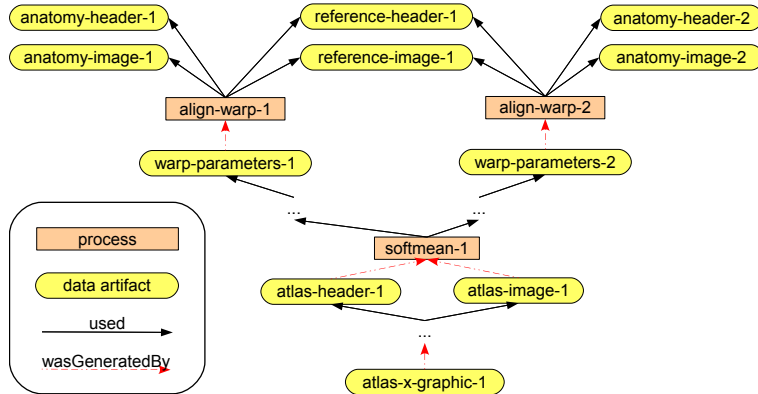 anatomy-header-1
reference-header-1
anatomy-header-2
anatomy-image-1
reference-image-1
anatomy-image-2
align-warp-1
align-warp-2
warp-parameters-1
warp-parameters-2
...
...
softmean-1
atlas-header-1
atlas-image-1
...
atlas-x-graphic-1
process
data artifact
used
wasGeneratedBy